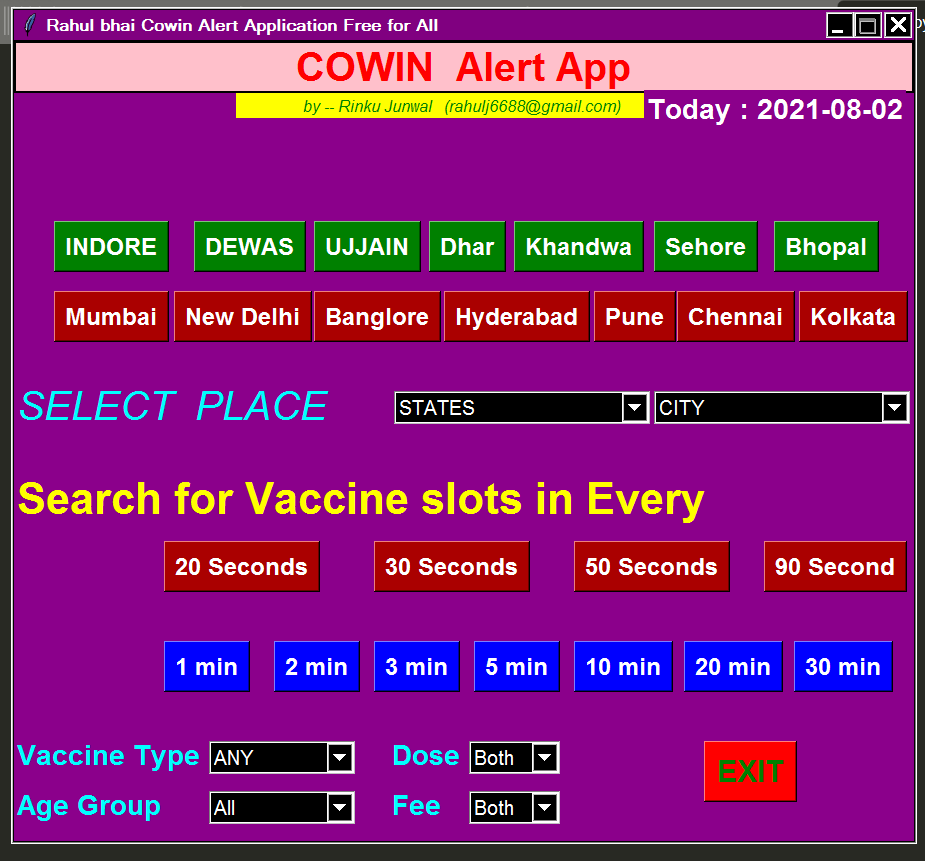 Rahul bhai Cowin Alert Application Free for All
COWIN  Alert App
by -- Rinku Junwal  (rahulj6688@gmail.com)
Today : 2021-08-02
INDORE DEWAS UJJAIN Dhar Khandwa Sehore Bhopal
Mumbai New Delhi Banglore Hyderabad Pune Chennai Kolkata
SELECT  PLACE STATES CITY
Search for Vaccine slots in Every
20 Seconds 30 Seconds 50 Seconds 90 Second
1 min 2 min 3 min 5 min 10 min 20 min 30 min
Vaccine Type ANY Dose Both
EXIT
Age Group All Fee Both